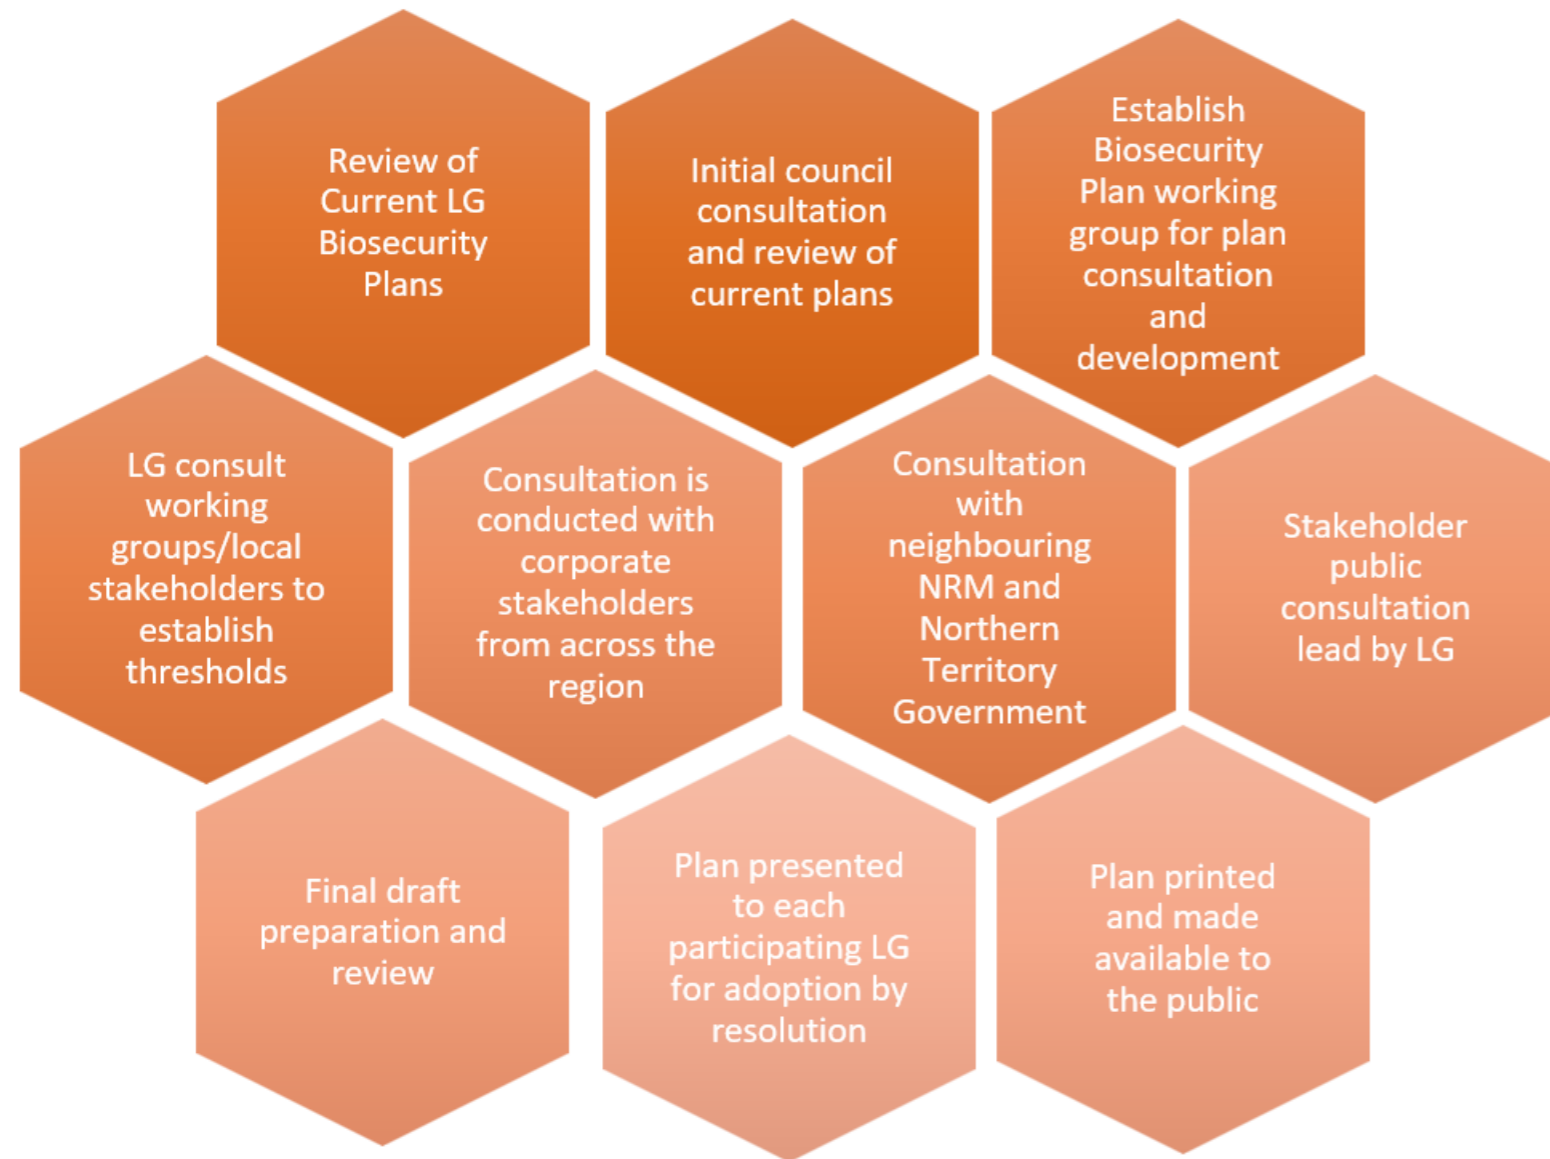 Review of
Current LG
Biosecurity
Plans
Initial council
consultation
and review of
current plans
Establish
Biosecurity
Plan working
group for plan
consultation
and
development
LG consult
working
groups/local
stakeholders to
establish
thresholds
Consultation is
conducted with
corporate
stakeholders
from across the
region
Consultation
with
neighbouring
NRM and
Northern
Territory
Government
Stakeholder
public
consultation
lead by LG
Final draft
preparation and
review
Plan presented
to each
participating LG
for adoption by
resolution
Plan printed
and made
available to
the public